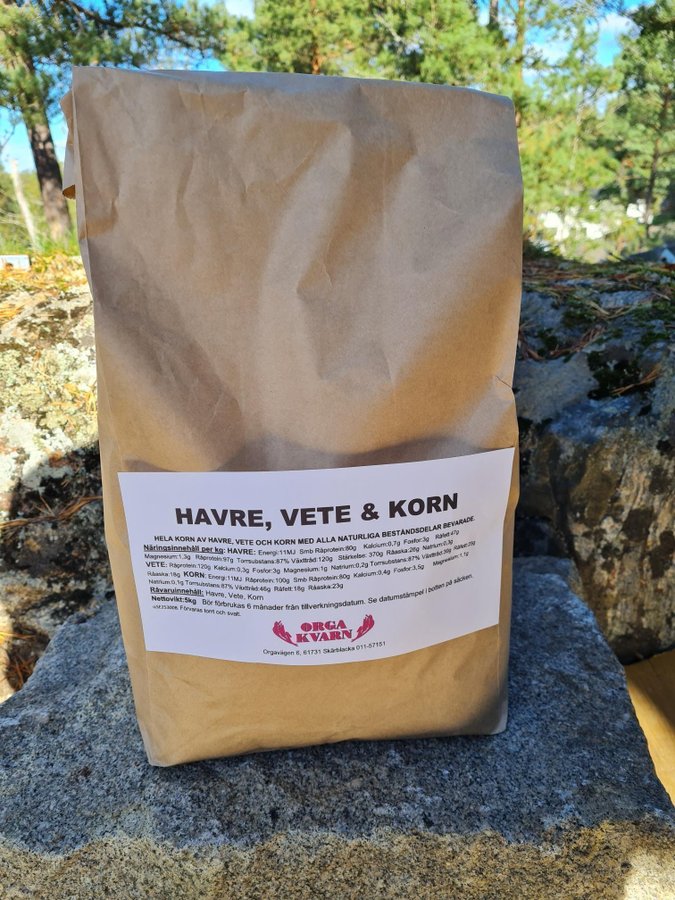 HAVRE, VETE & KORN
HELA KORN AV HAVRE, VETE OCH KORN MED ALLA NATURLIGA BESTÅNDSDELAR BEVARADE.
Näringsinnehåll per kg: HAVRE: Energi:11MJ Smb Råprotein:80g Kalcium:0,7g Fosfor:3g Råfett:47g
Magnesium:1,3g Råprotein:97g Torrsubstans:87% Växttråd:120g Stärkelse: 370g Råaska:26g Natrium:0,3g
VETE: Råprotein:120g Kalcium:0,3g Fosfor:3g Magnesium:1g Natrium:0,2g Torrsubstans:87% Växttråd:30g Råfett:23g
Råaska:18g KORN: Energi:11MJ Råprotein:100g Smb Råprotein:80g Kalcium:0,4g Fosfor:3,5g Magnesium:1,1g
Natrium:0,1g Torrsubstans:87% Växttråd:46g Råfett:18g Råaska:23g
Råvaruinnehåll: Havre, Vete, Korn
Nettovikt:5kg Bör förbrukas 6 månader från tillverkningsdatum. Se datumstämpel i botten på säcken.
Förvaras torrt och svalt.
ORGA
KVARN
Orgavägen 6, 61731 Skärblacka 011-57151